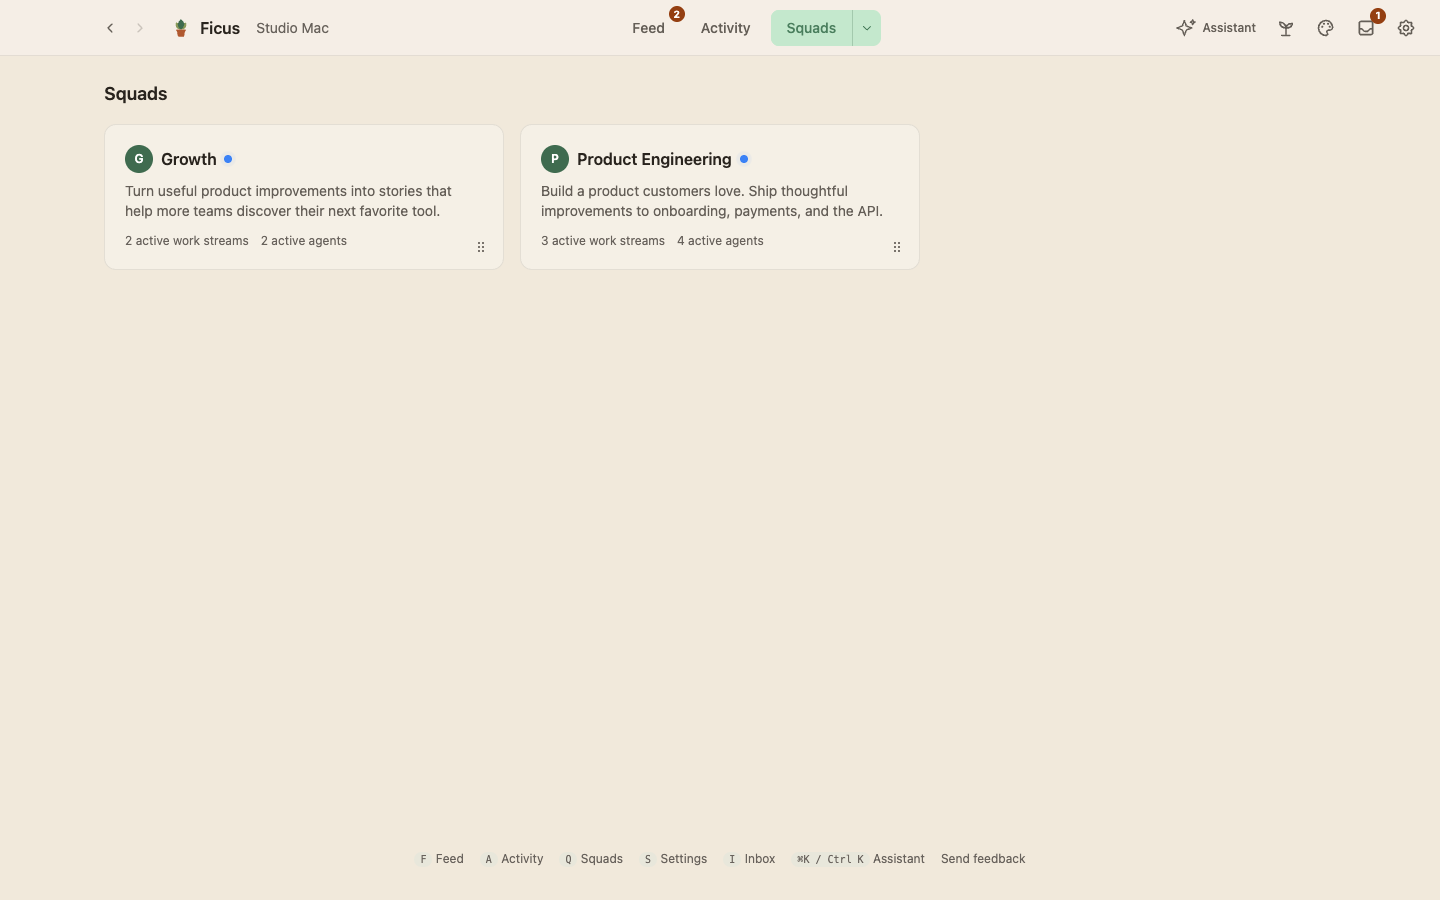 Ficus Studio Mac Feed 2 Activity Squads Assistant 1
Squads
G Growth
Turn useful product improvements into stories that
help more teams discover their next favorite tool.
2 active work streams 2 active agents
P Product Engineering
Build a product customers love. Ship thoughtful
improvements to onboarding, payments, and the API.
3 active work streams 4 active agents
F Feed A Activity Q Squads S Settings I Inbox ⌘K / Ctrl K Assistant Send feedback